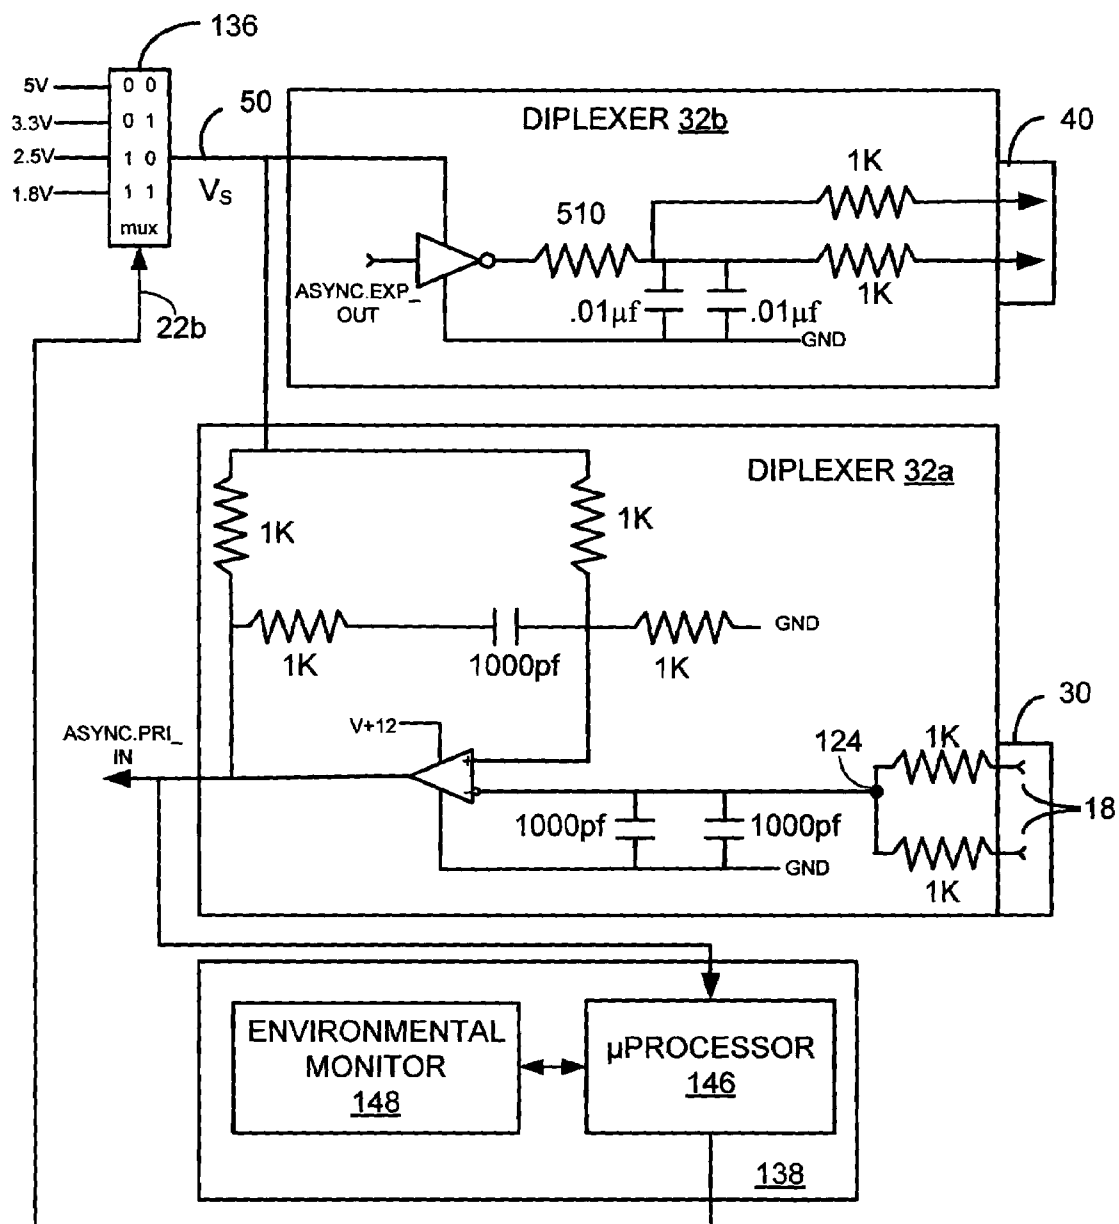 136
5V
0 0
3.3V
0 1
2.5V
1 0
1.8V
1 1
mux
50
VS
22b
DIPLEXER 32b
40
1K
510
1K
ASYNC.EXP_
OUT
.01µf
.01µf
GND
DIPLEXER 32a
1K
1K
1K
1000pf
1K
GND
30
ASYNC.PRI_
IN
V+12
+
-
124
1K
18
1000pf
1000pf
GND
1K
ENVIRONMENTAL
MONITOR
148
µPROCESSOR
146
138